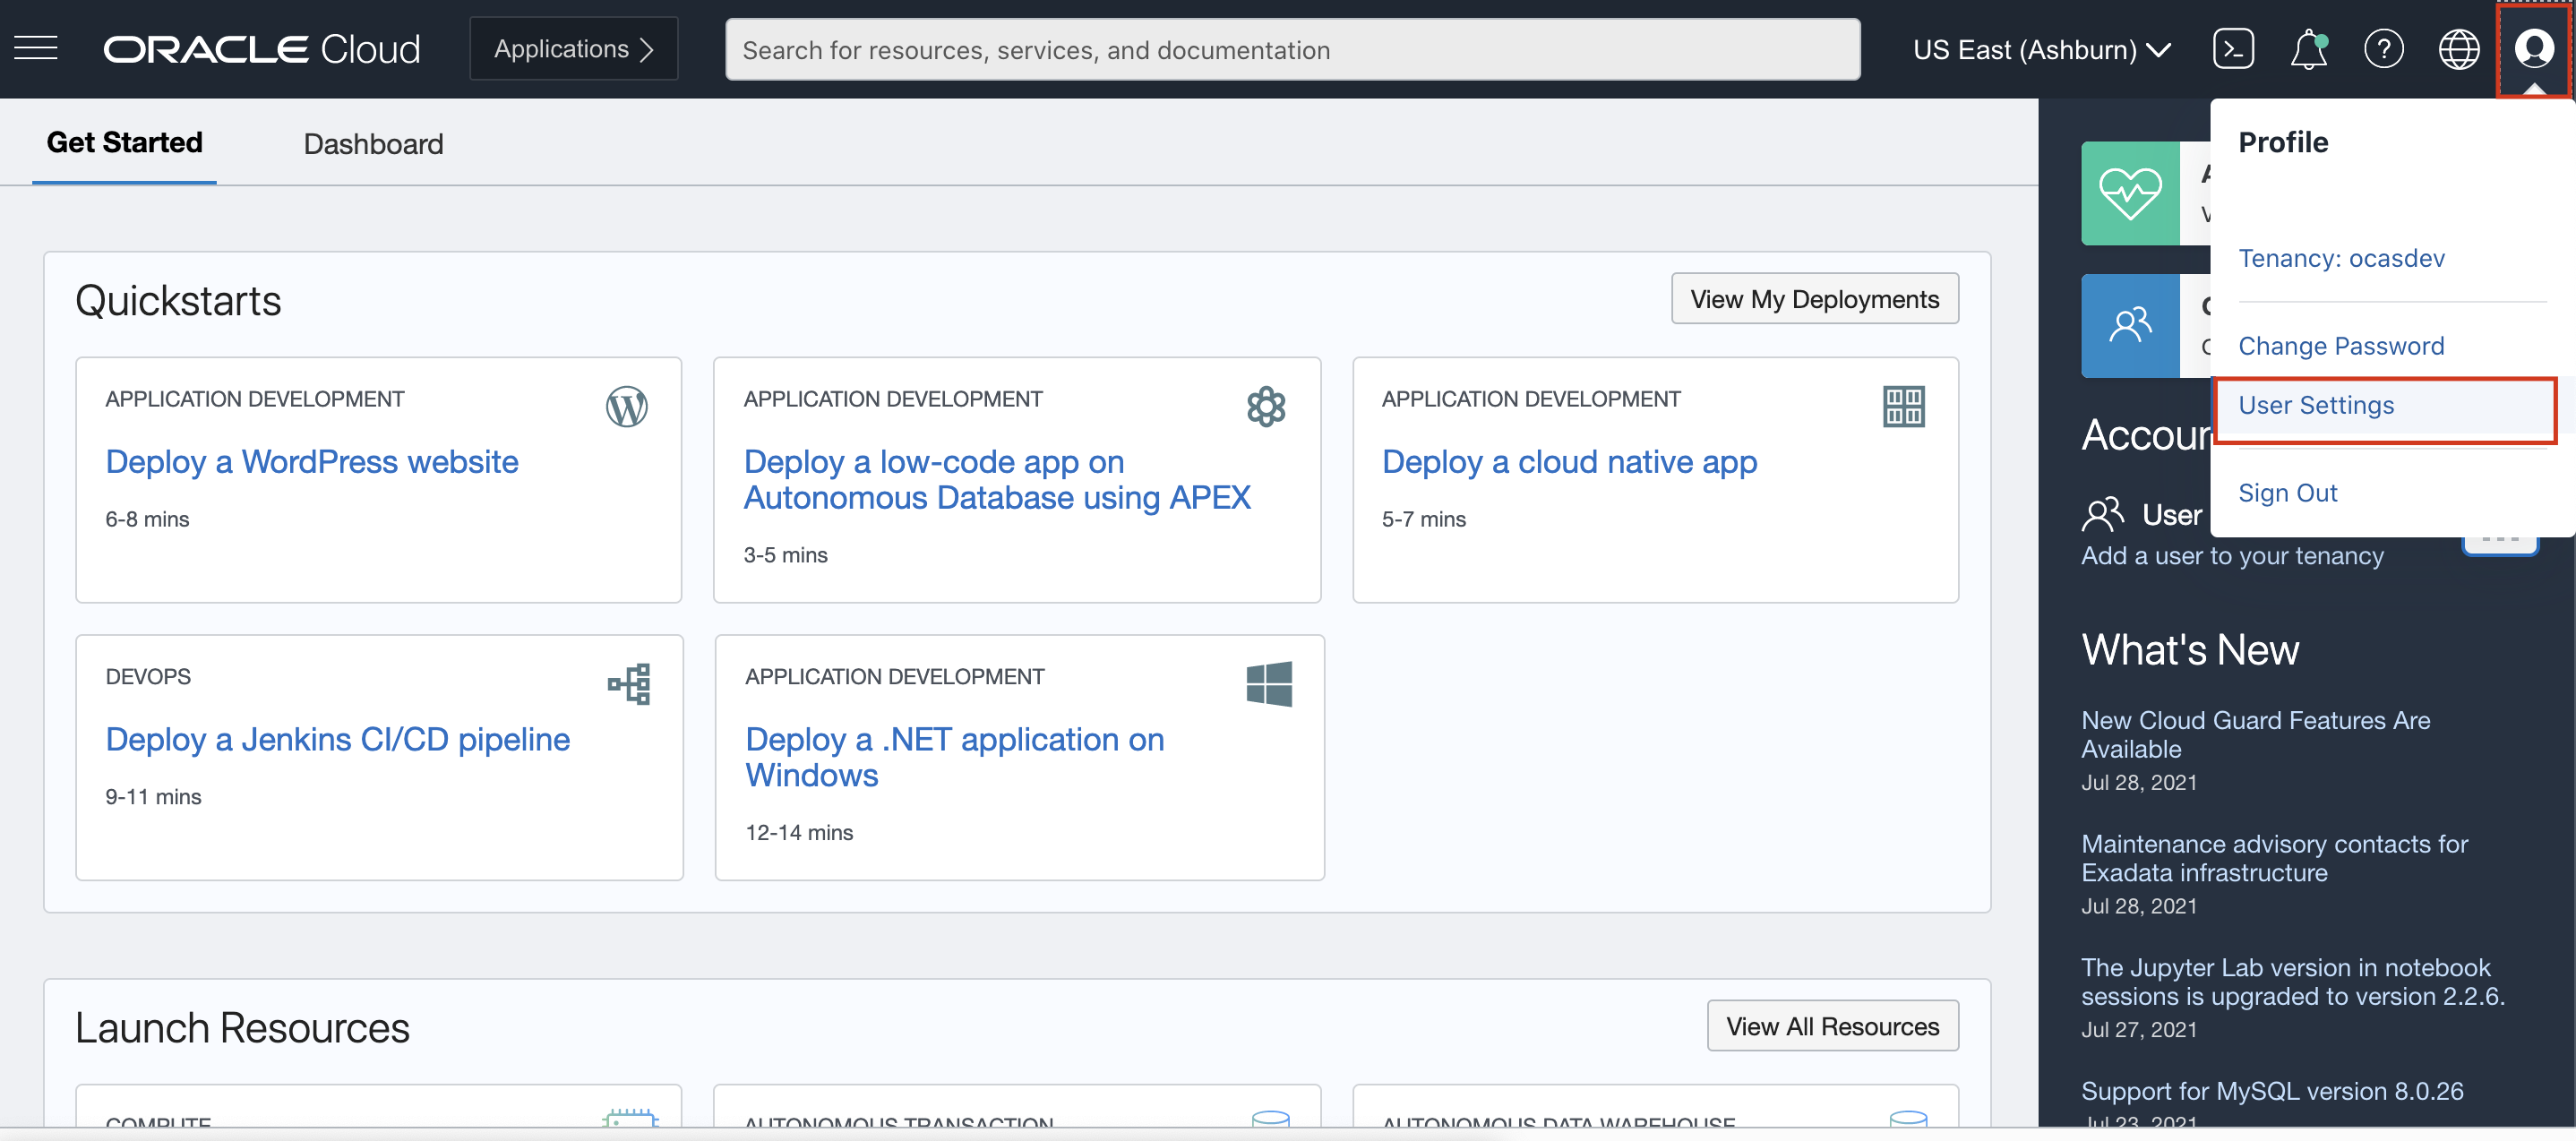 ORACLE Cloud
Applications
Search for resources, services, and documentation
US East (Ashburn)
Get Started
Dashboard
Quickstarts
View My Deployments
APPLICATION DEVELOPMENT
Deploy a WordPress website
6-8 mins
APPLICATION DEVELOPMENT
Deploy a low-code app on
Autonomous Database using APEX
3-5 mins
APPLICATION DEVELOPMENT
Deploy a cloud native app
5-7 mins
DEVOPS
Deploy a Jenkins CI/CD pipeline
9-11 mins
APPLICATION DEVELOPMENT
Deploy a .NET application on
Windows
12-14 mins
Launch Resources
View All Resources
COMPUTE
AUTONOMOUS TRANSACTION
AUTONOMOUS DATA WAREHOUSE
Profile
Tenancy: ocasdev
Change Password
User Settings
Sign Out
User
Add a user to your tenancy
What's New
New Cloud Guard Features Are
Available
Jul 28, 2021
Maintenance advisory contacts for
Exadata infrastructure
Jul 28, 2021
The Jupyter Lab version in notebook
sessions is upgraded to version 2.2.6.
Jul 27, 2021
Support for MySQL version 8.0.26
Jul 23, 2021